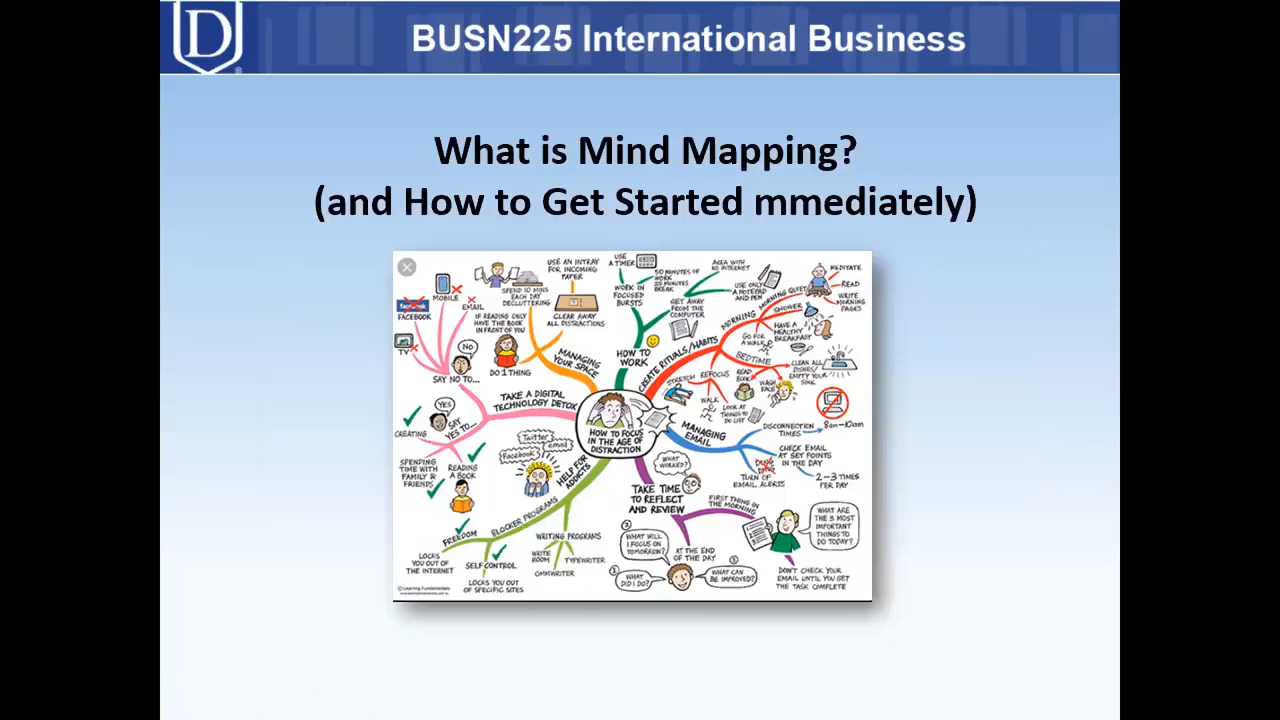 D
BUSN225 International Business
What is Mind Mapping?
(and How to Get Started mmediately)
HOW TO FOCUS
IN THE AGE OF
DISTRACTION
HOW TO
WORK
WORK IN
FOCUSED
BURSTS
USE
A TIMER
50 MINUTES OF
WORK
GET AWAY
FROM THE
COMPUTER
AREA WITH
NO INTERNET
USE ONLY
A NOTEPAD
AND PEN
CREATE RITUALS/HABITS
MORNING
MORNING QUIET
MEDITATE
READ
WRITE
MORNING
PAGES
SHOWER
HAVE A
HEALTHY
BREAKFAST
GO FOR
A WALK
BEDTIME
CLEAN ALL
DISHES/
EMPTY YOUR
SINK
WASH
FACE
READ
BOOK
REFOCUS
STRETCH
WALK
LOOK AT
THINGS TO
DO LIST
MANAGING
EMAIL
DISCONNECTION
TIMES
8am-10am
CHECK EMAIL
AT SET POINTS
IN THE DAY
2-3 TIMES
PER DAY
TURN OF
EMAIL ALERTS
TAKE TIME
TO REFLECT
AND REVIEW
WHAT
WORKED?
FIRST THING IN
THE MORNING
WHAT ARE
THE 3 MOST
IMPORTANT
THINGS TO
DO TODAY?
DON'T CHECK YOUR
EMAIL UNTIL YOU GET
THE TASK COMPLETE
AT THE END
OF THE DAY
1
WHAT
DID I DO?
2
WHAT WILL
I FOCUS ON
TOMORROW?
3
WHAT CAN
BE IMPROVED?
HELP FOR
ADDICTS
Twitter
email
Facebook
BLOCKER PROGRAMS
FREEDOM
LOCKS
YOU OUT OF
THE INTERNET
SELF CONTROL
LOCKS YOU OUT
OF SPECIFIC SITES
WRITING PROGRAMS
WRITE
ROOM
OMMWRITER
TYPEWRITER
TAKE A DIGITAL
TECHNOLOGY DETOX
SAY NO TO...
NO
TV
FACEBOOK
MOBILE
EMAIL
SAY
YES TO...
YES
CREATING
SPENDING
TIME WITH
FAMILY &
FRIENDS
READING
A BOOK
MANAGING
YOUR SPACE
DO 1 THING
IF READING ONLY
HAVE THE BOOK
IN FRONT OF YOU
SPEND 10 MINS
EACH DAY
DECLUTTERING
CLEAR AWAY
ALL DISTRACTIONS
USE AN INTRAY
FOR INCOMING
PAPER
© Learning Fundamentals